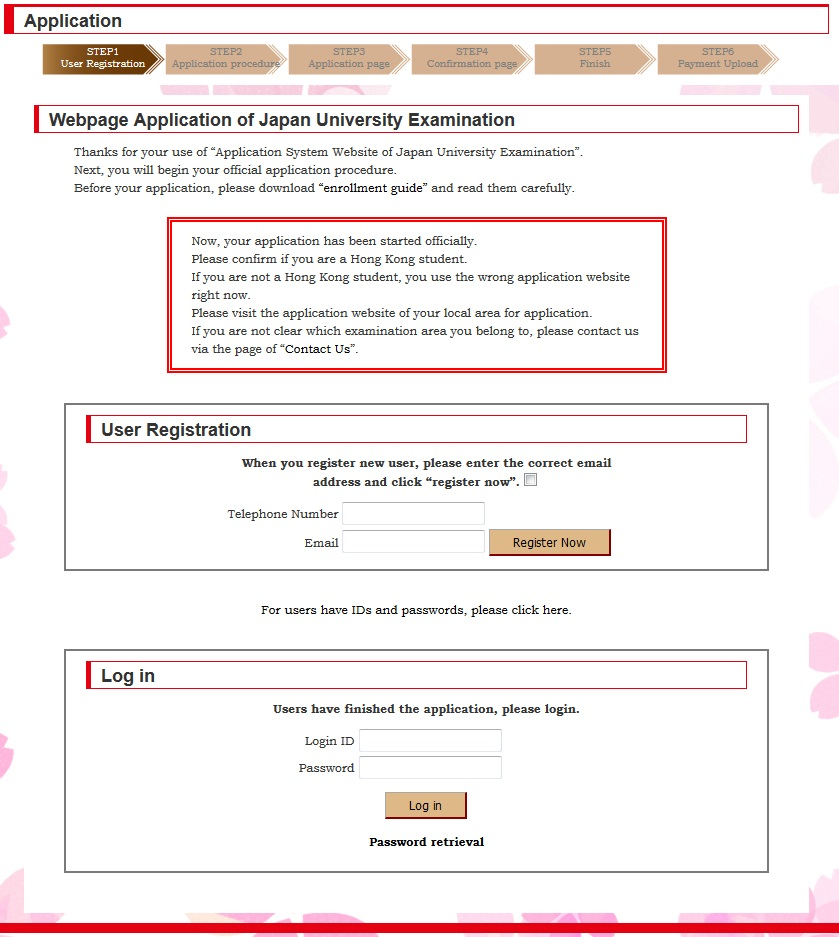 Application
STEP1
User Registration
STEP2
Application procedure
STEP3
Application page
STEP4
Confirmation page
STEP5
Finish
STEP6
Payment Upload
Webpage Application of Japan University Examination
Thanks for your use of “Application System Website of Japan University Examination”.
Next, you will begin your official application procedure.
Before your application, please download “enrollment guide” and read them carefully.
Now, your application has been started officially.
Please confirm if you are a Hong Kong student.
If you are not a Hong Kong student, you use the wrong application website
right now.
Please visit the application website of your local area for application.
If you are not clear which examination area you belong to, please contact us
via the page of “Contact Us”.
User Registration
When you register new user, please enter the correct email
address and click “register now”.
Telephone Number
Email
Register Now
For users have IDs and passwords, please click here.
Log in
Users have finished the application, please login.
Login ID
Password
Log in
Password retrieval